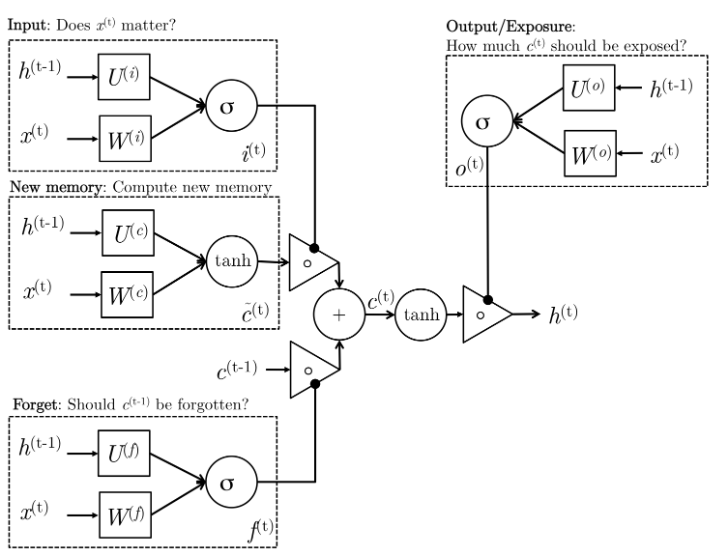 Input: Does x(t) matter?
h(t-1)
U(i)
σ
x(t)
W(i)
i(t)
New memory: Compute new memory
h(t-1)
U(c)
tanh
x(t)
W(c)
c̃(t)
Output/Exposure:
How much c(t) should be exposed?
U(o)
h(t-1)
σ
W(o)
x(t)
o(t)
∘
+
c(t)
tanh
∘
h(t)
c(t-1)
∘
Forget: Should c(t-1) be forgotten?
h(t-1)
U(f)
σ
x(t)
W(f)
f(t)